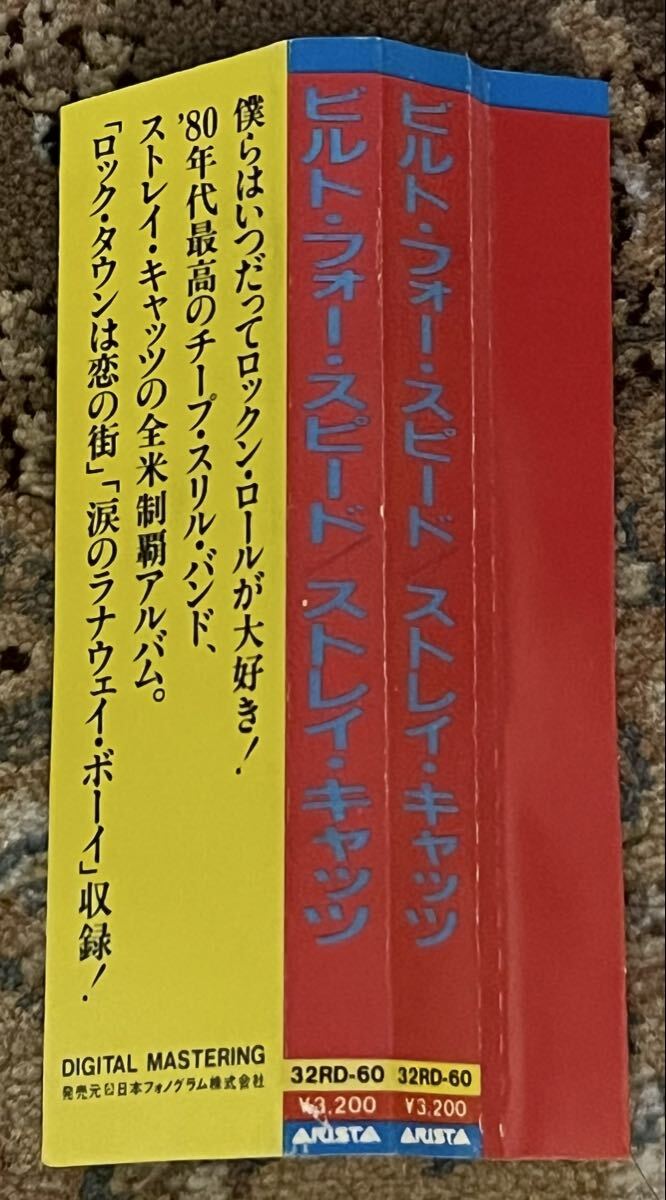 僕らはいつだってロックン・ロールが大好き!
'80年代最高のチープ・スリル・バンド、
ストレイ・キャッツの全米制覇アルバム。
「ロック・タウンは恋の街」「涙のラナウェイ・ボーイ」収録!
DIGITAL MASTERING
発売元 日本フォノグラム株式会社
ビルト・フォー・スピード/ストレイ・キャッツ
32RD-60
¥3,200
ARISTA
ビルト・フォー・スピード/ストレイ・キャッツ
32RD-60
¥3,200
ARISTA